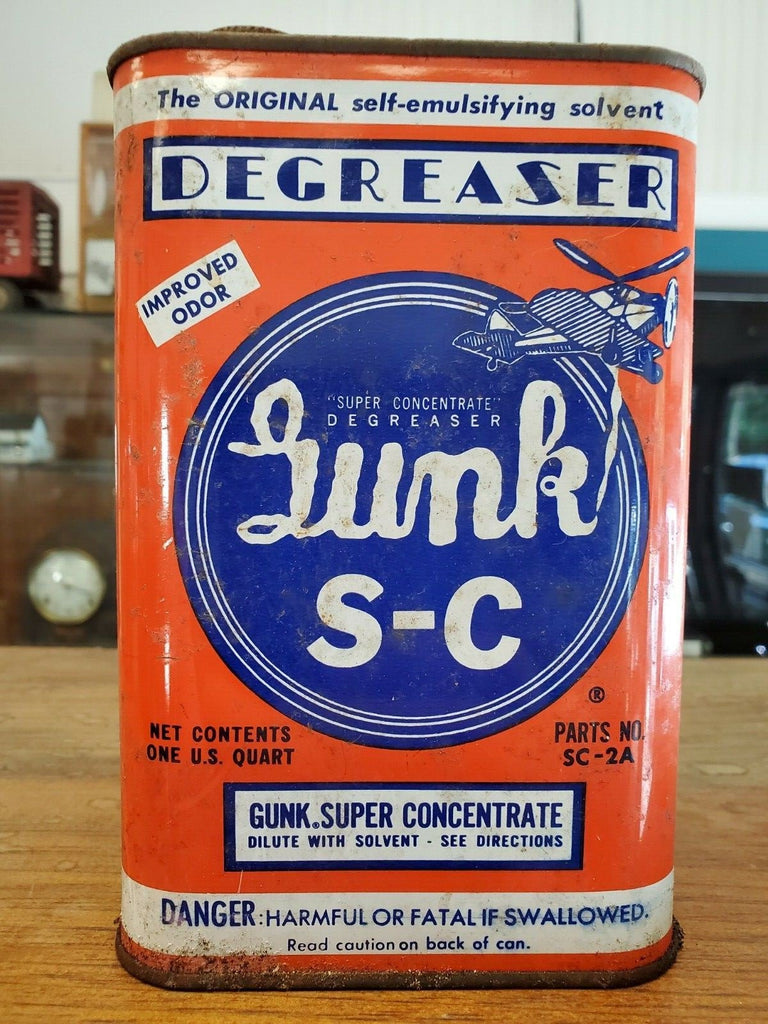 The ORIGINAL self-emulsifying solvent
DEGREASER
IMPROVED
ODOR
"SUPER CONCENTRATE"
DEGREASER
Gunk
S-C
®
NET CONTENTS
ONE U.S. QUART
PARTS NO.
SC-2A
GUNK® SUPER CONCENTRATE
DILUTE WITH SOLVENT - SEE DIRECTIONS
DANGER: HARMFUL OR FATAL IF SWALLOWED.
Read caution on back of can.